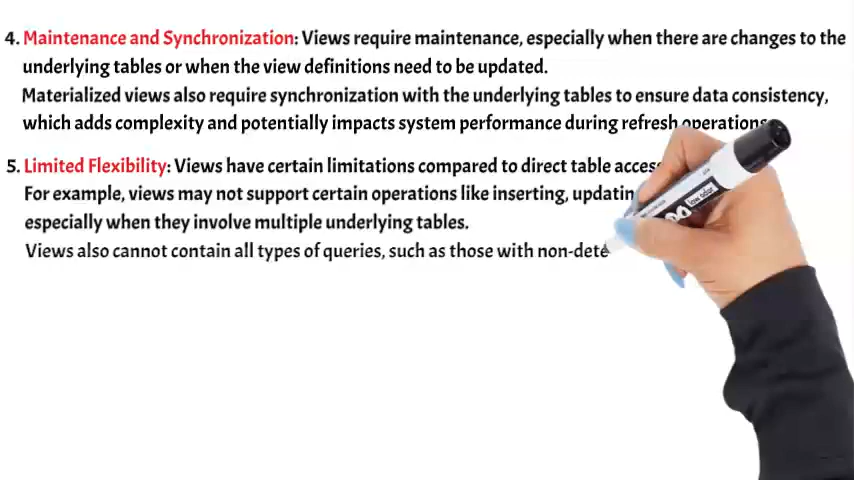 4. Maintenance and Synchronization: Views require maintenance, especially when there are changes to the
underlying tables or when the view definitions need to be updated.
Materialized views also require synchronization with the underlying tables to ensure data consistency,
which adds complexity and potentially impacts system performance during refresh operations
5. Limited Flexibility: Views have certain limitations compared to direct table access
For example, views may not support certain operations like inserting, updatin
especially when they involve multiple underlying tables.
Views also cannot contain all types of queries, such as those with non-dete
low odor